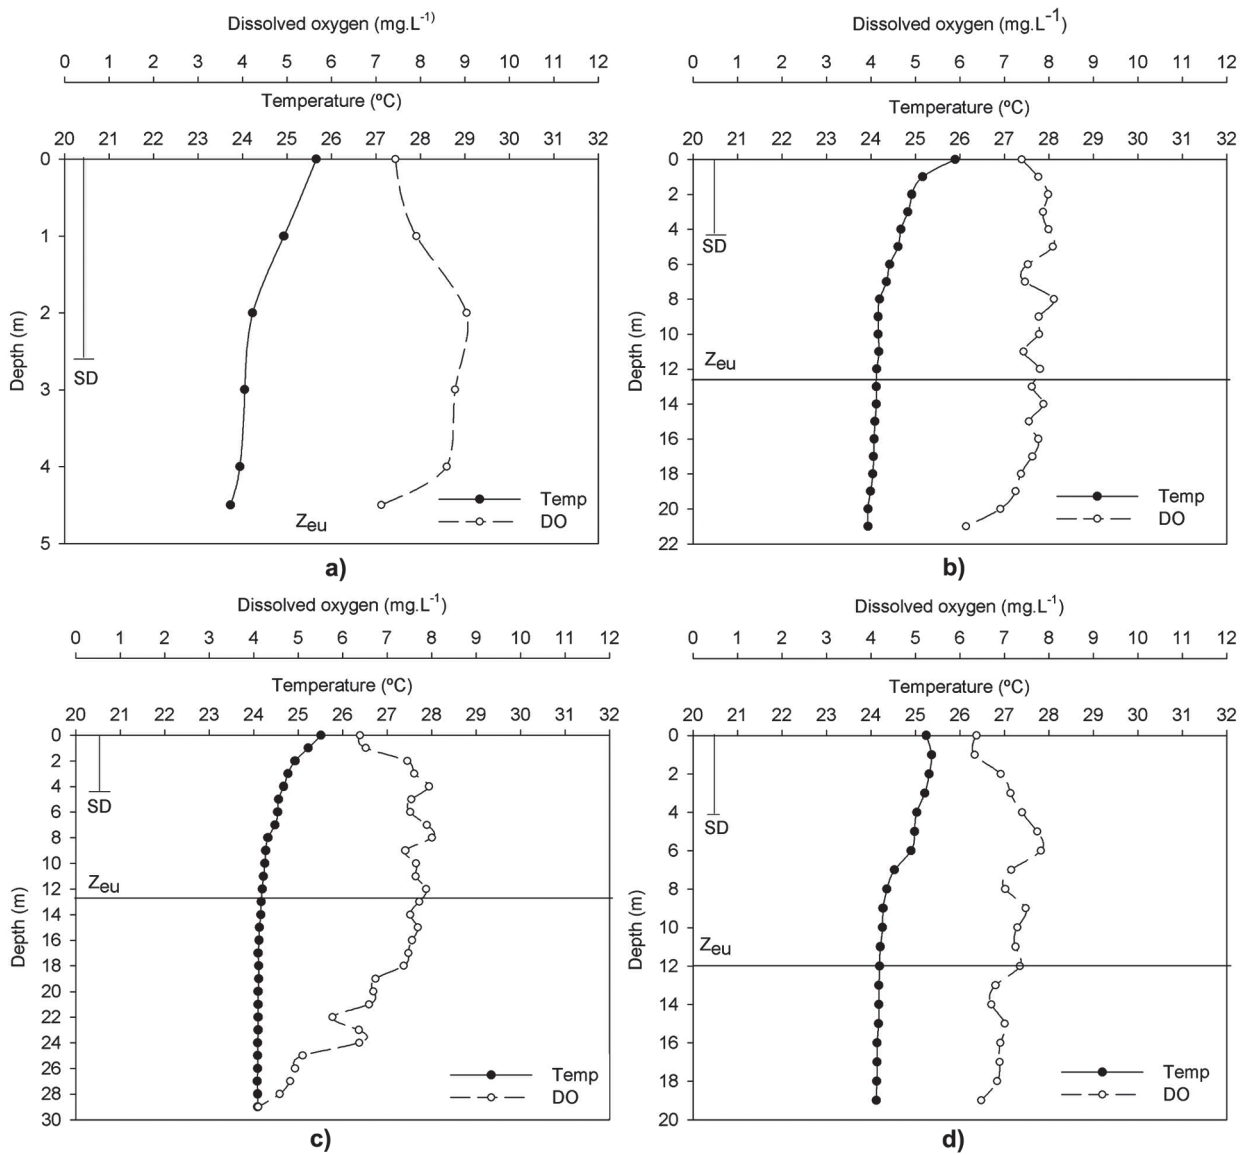 Dissolved oxygen (mg.L-1)
0 1 2 3 4 5 6 7 8 9 10 11 12
Temperature (ºC)
20 21 22 23 24 25 26 27 28 29 30 31 32
0
1
2
3
4
5
Depth (m)
SD
Zeu
Temp
DO
a)
Dissolved oxygen (mg.L-1
0 1 2 3 4 5 6 7 8 9 10 11 12
Temperature (ºC)
20 21 22 23 24 25 26 27 28 29 30 31 32
0
2
4
6
8
10
12
14
16
18
20
22
Depth (m)
SD
Zeu
Temp
DO
b)
Dissolved oxygen (mg.L-1)
0 1 2 3 4 5 6 7 8 9 10 11 12
Temperature (ºC)
20 21 22 23 24 25 26 27 28 29 30 31 32
0
2
4
6
8
10
12
14
16
18
20
22
24
26
28
30
Depth (m)
SD
Zeu
Temp
DO
c)
Dissolved oxygen (mg.L-1)
0 1 2 3 4 5 6 7 8 9 10 11 12
Temperature (ºC)
20 21 22 23 24 25 26 27 28 29 30 31 32
0
2
4
6
8
10
12
14
16
18
20
Depth (m)
SD
Zeu
Temp
DO
d)